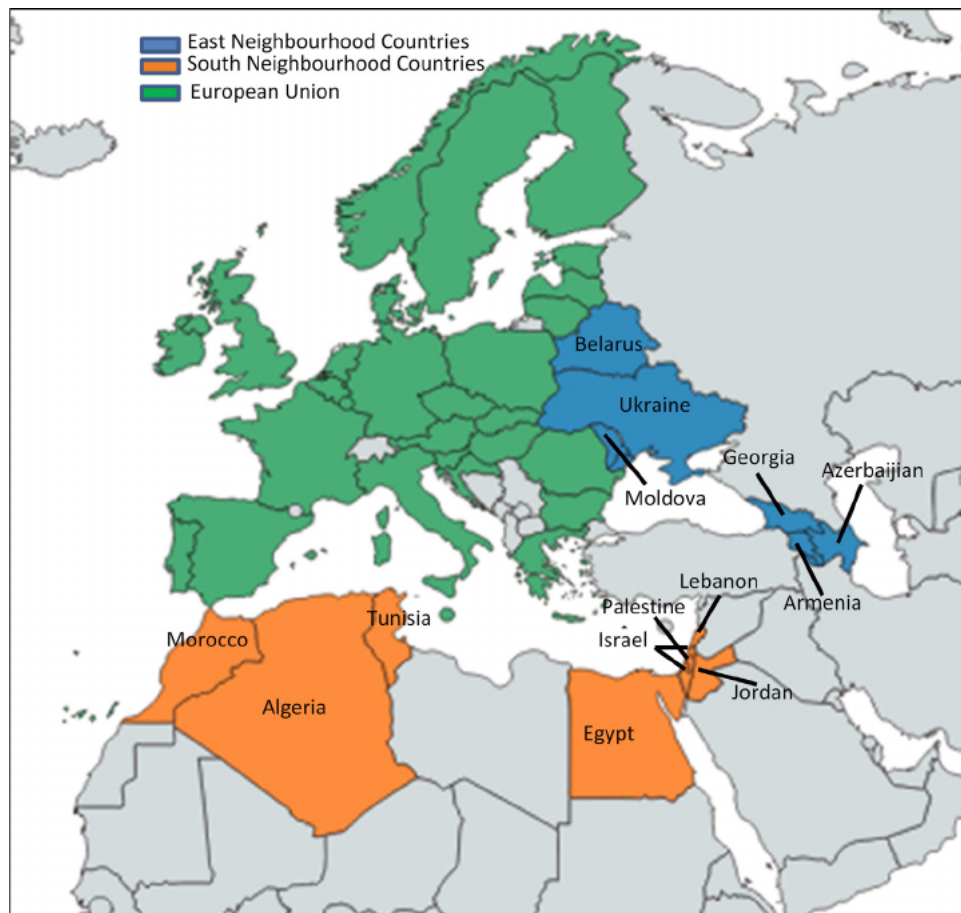 East Neighbourhood Countries
South Neighbourhood Countries
European Union
Belarus
Ukraine
Georgia
Azerbaijian
Moldova
Lebanon
Palestine
Armenia
Tunisia
Morocco
Israel
Jordan
Algeria
Egypt